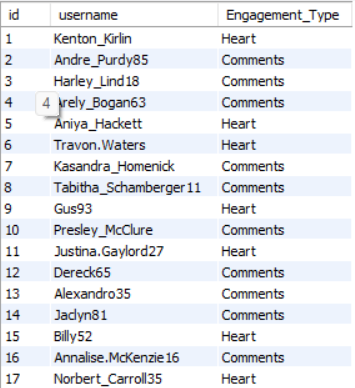 id username Engagement_Type
1 Kenton_Kirlin Heart
2 Andre_Purdy85 Comments
3 Harley_Lind18 Comments
4 4 Arely_Bogan63 Comments
5 Aniya_Hackett Heart
6 Travon.Waters Heart
7 Kasandra_Homenick Comments
8 Tabitha_Schamberger11 Comments
9 Gus93 Heart
10 Presley_McClure Comments
11 Justina.Gaylord27 Heart
12 Dereck65 Comments
13 Alexandro35 Comments
14 Jaclyn81 Comments
15 Billy52 Heart
16 Annalise.McKenzie16 Comments
17 Norbert_Carroll35 Heart